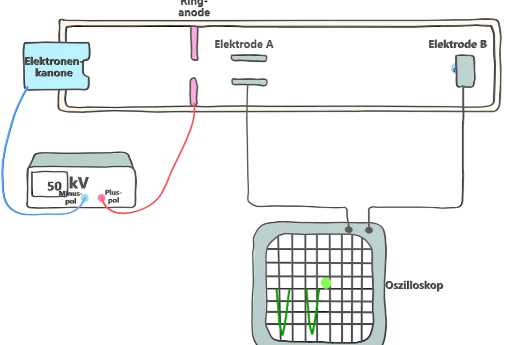 Ring-
anode
Elektrode A
Elektrode B
Elektronen-
kanone
50 kV
Minus-
pol
Plus-
pol
Oszilloskop